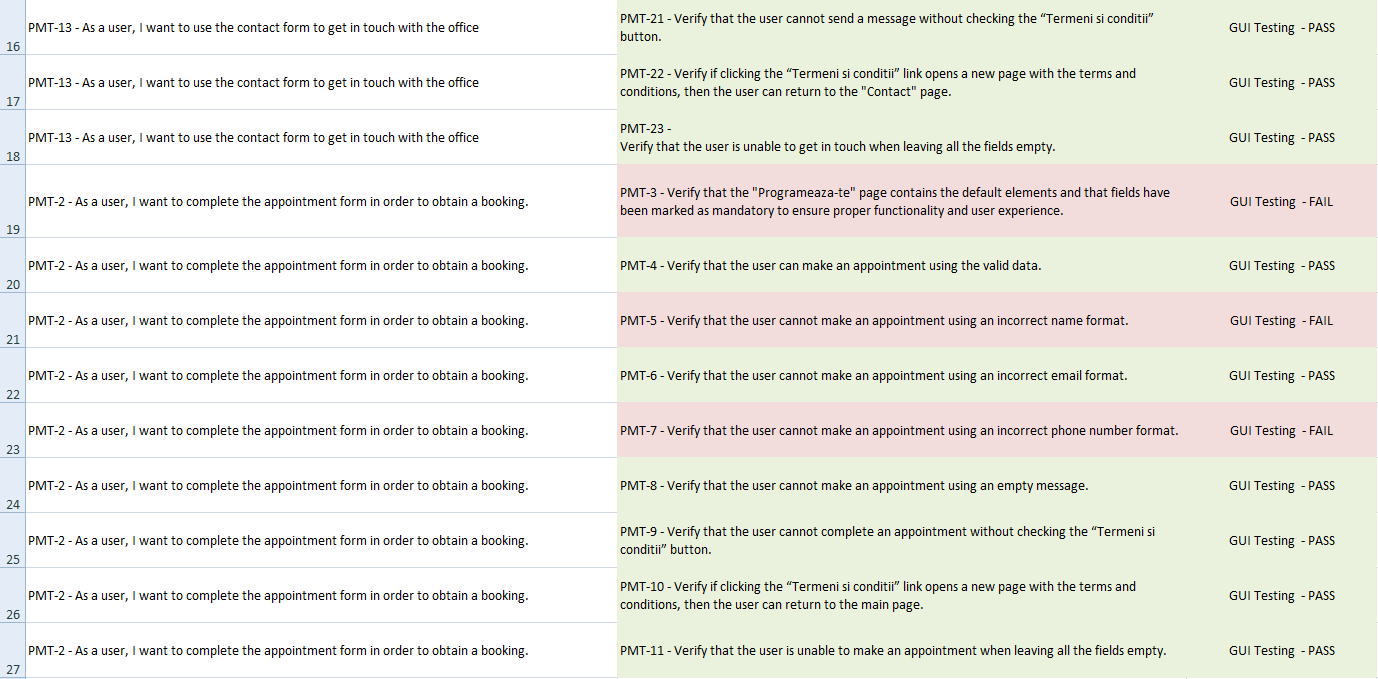 16
PMT-13 - As a user, I want to use the contact form to get in touch with the office
PMT-21 - Verify that the user cannot send a message without checking the “Termeni si conditii”
button.
GUI Testing - PASS
17
PMT-13 - As a user, I want to use the contact form to get in touch with the office
PMT-22 - Verify if clicking the “Termeni si conditii” link opens a new page with the terms and
conditions, then the user can return to the "Contact" page.
GUI Testing - PASS
18
PMT-13 - As a user, I want to use the contact form to get in touch with the office
PMT-23 -
Verify that the user is unable to get in touch when leaving all the fields empty.
GUI Testing - PASS
19
PMT-2 - As a user, I want to complete the appointment form in order to obtain a booking.
PMT-3 - Verify that the "Programeaza-te" page contains the default elements and that fields have
been marked as mandatory to ensure proper functionality and user experience.
GUI Testing - FAIL
20
PMT-2 - As a user, I want to complete the appointment form in order to obtain a booking.
PMT-4 - Verify that the user can make an appointment using the valid data.
GUI Testing - PASS
21
PMT-2 - As a user, I want to complete the appointment form in order to obtain a booking.
PMT-5 - Verify that the user cannot make an appointment using an incorrect name format.
GUI Testing - FAIL
22
PMT-2 - As a user, I want to complete the appointment form in order to obtain a booking.
PMT-6 - Verify that the user cannot make an appointment using an incorrect email format.
GUI Testing - PASS
23
PMT-2 - As a user, I want to complete the appointment form in order to obtain a booking.
PMT-7 - Verify that the user cannot make an appointment using an incorrect phone number format.
GUI Testing - FAIL
24
PMT-2 - As a user, I want to complete the appointment form in order to obtain a booking.
PMT-8 - Verify that the user cannot make an appointment using an empty message.
GUI Testing - PASS
25
PMT-2 - As a user, I want to complete the appointment form in order to obtain a booking.
PMT-9 - Verify that the user cannot complete an appointment without checking the “Termeni si
conditii” button.
GUI Testing - PASS
26
PMT-2 - As a user, I want to complete the appointment form in order to obtain a booking.
PMT-10 - Verify if clicking the “Termeni si conditii” link opens a new page with the terms and
conditions, then the user can return to the main page.
GUI Testing - PASS
27
PMT-2 - As a user, I want to complete the appointment form in order to obtain a booking.
PMT-11 - Verify that the user is unable to make an appointment when leaving all the fields empty.
GUI Testing - PASS